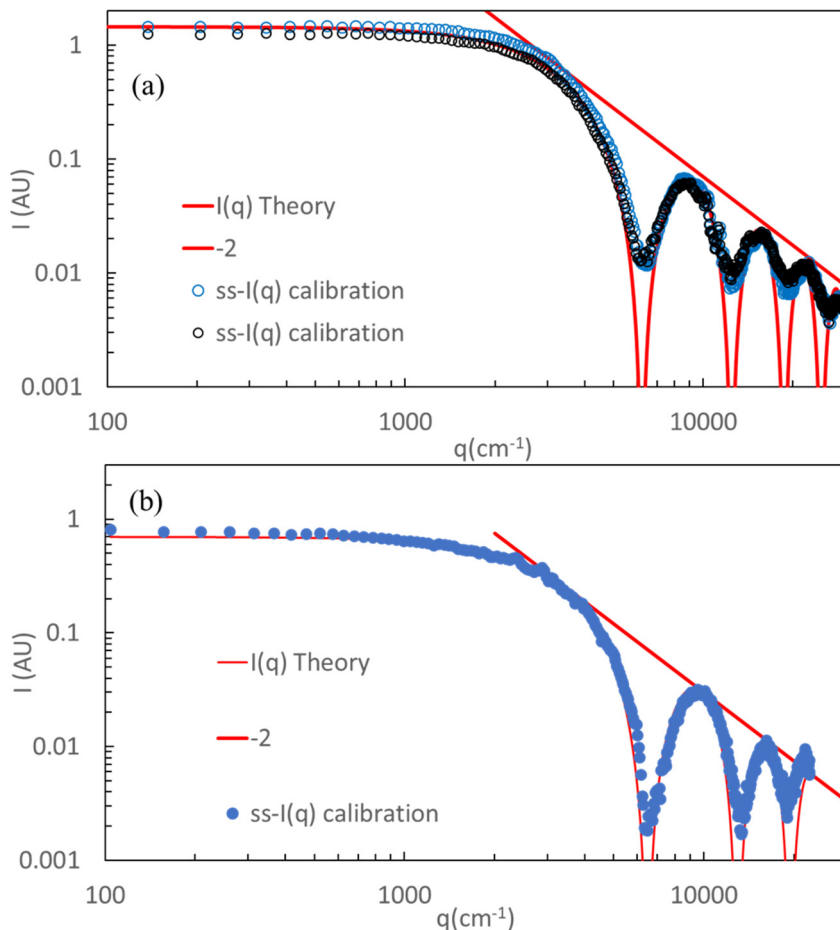 (a)
I (AU)
1
0.1
0.01
0.001
I(q) Theory
-2
ss-I(q) calibration
ss-I(q) calibration
100
1000
10000
q(cm⁻¹)
(b)
I (AU)
1
0.1
0.01
0.001
I(q) Theory
-2
ss-I(q) calibration
100
1000
10000
q(cm⁻¹)